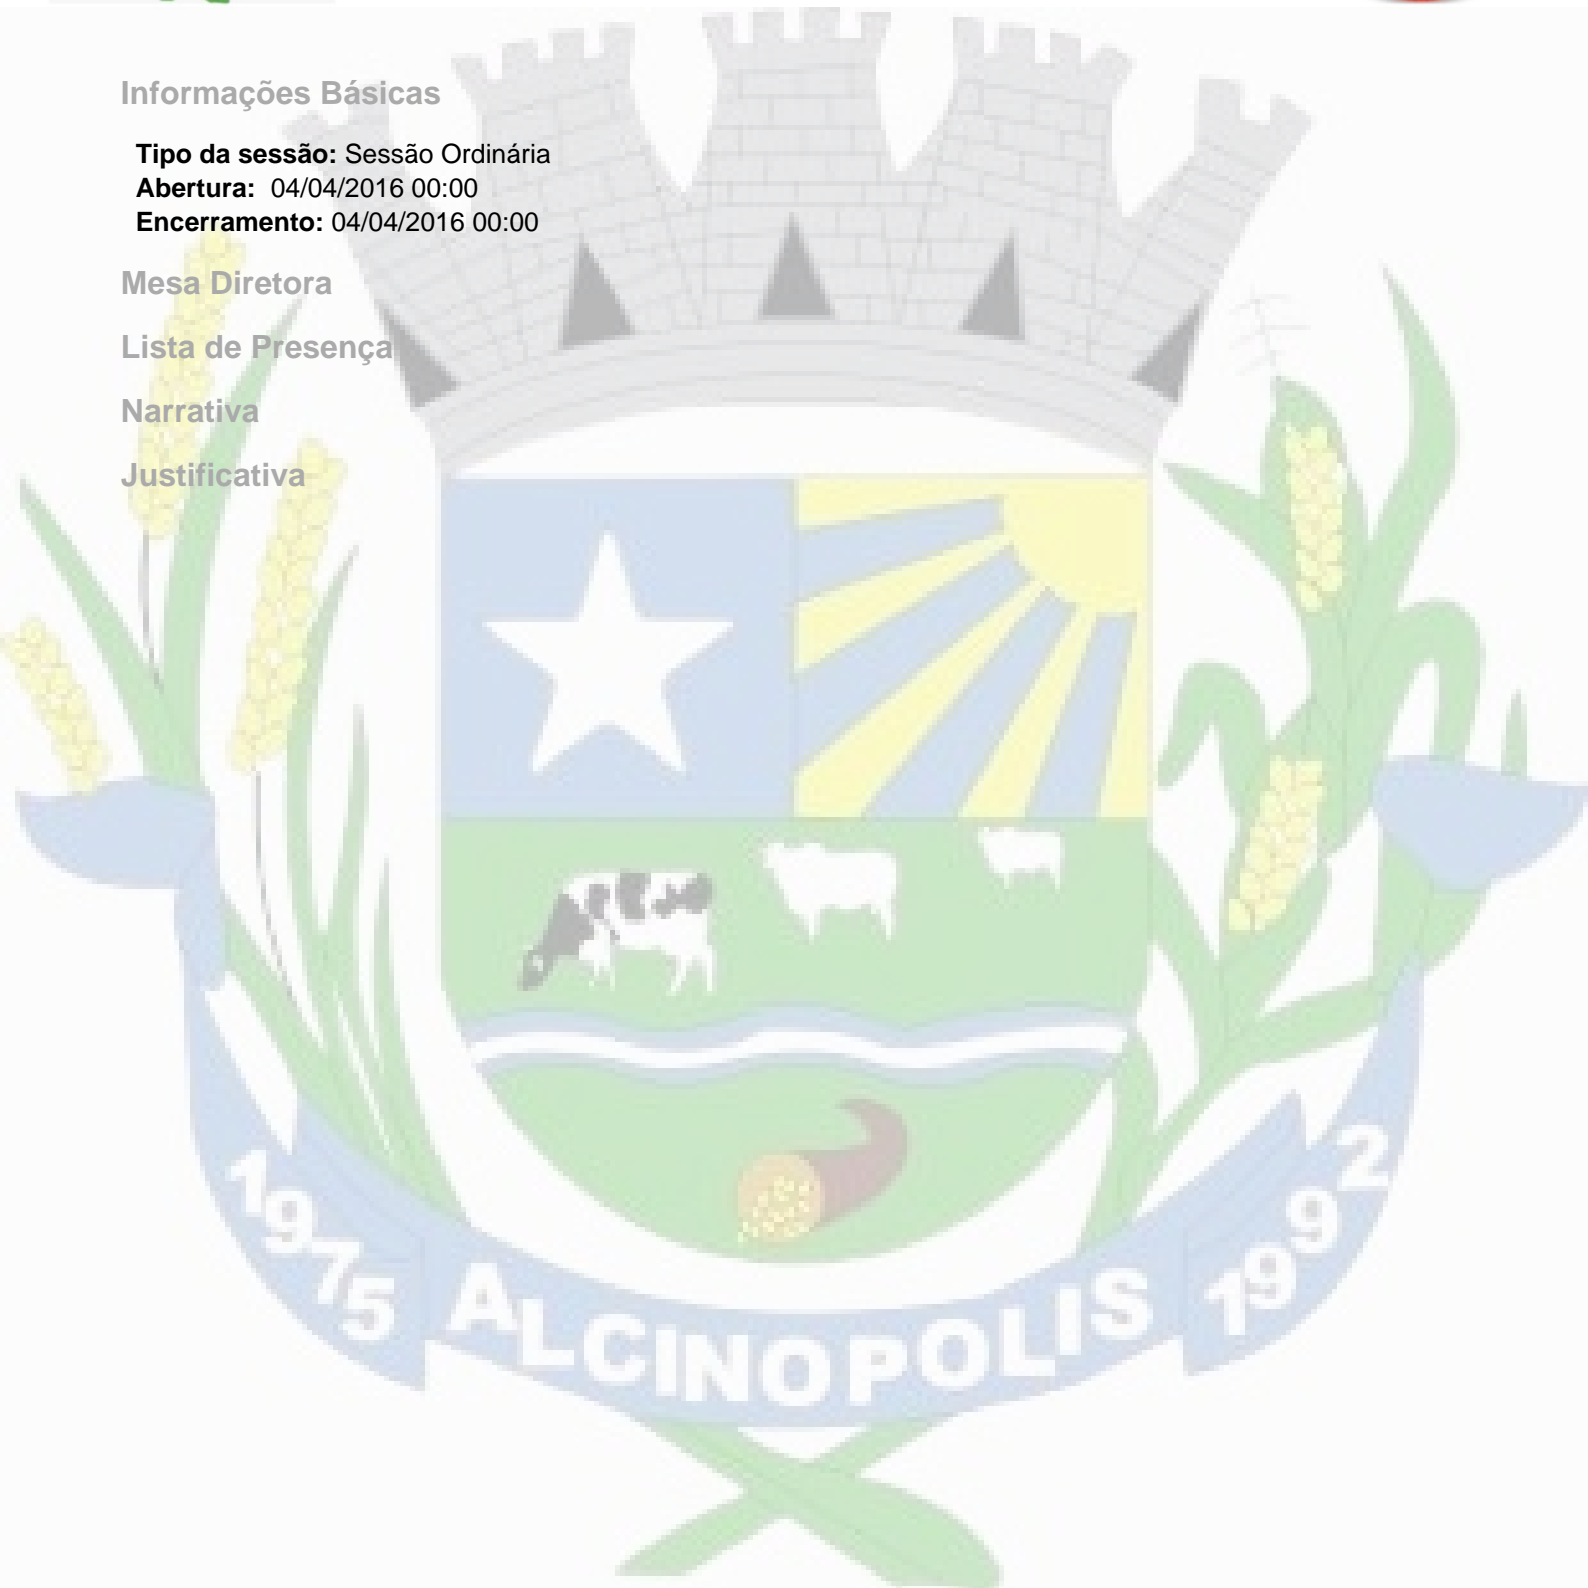 Informações Básicas
Tipo da sessão: Sessão Ordinária
Abertura: 04/04/2016 00:00
Encerramento: 04/04/2016 00:00
Mesa Diretora
Lista de Presença
Narrativa
Justificativa
1975 ALCINOPOLIS 1992